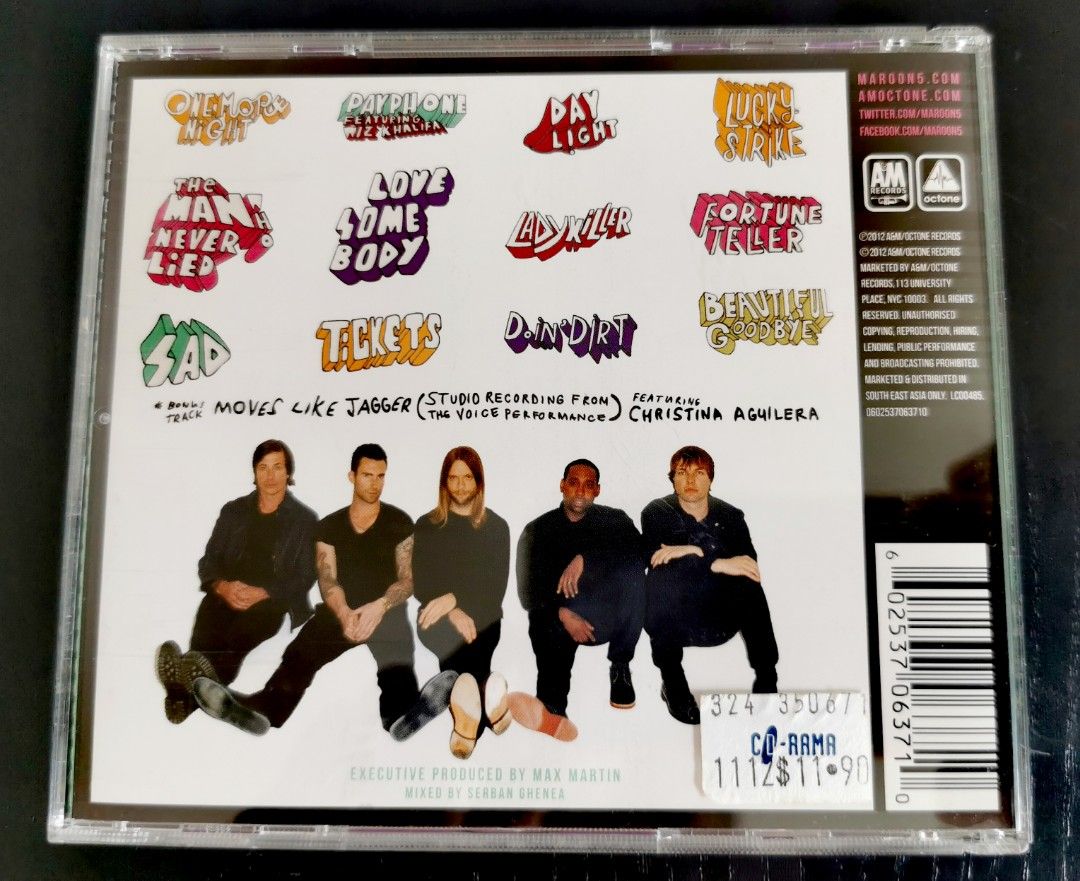 ONE MORE
NIGHT
PAYPHONE
FEATURING
WIZ KHALIFA
DAY
LIGHT
LUCKY
STRIKE
THE
MAN WHO
NEVER
LIED
LOVE
SOME
BODY
LADYKILLER
FORTUNE
TELLER
SAD
TICKETS
DOIN' DIRT
BEAUTIFUL
GOODBYE
* BONUS
TRACK
MOVES LIKE JAGGER (STUDIO RECORDING FROM
THE VOICE PERFORMANCE)
FEATURING
CHRISTINA AGUILERA
EXECUTIVE PRODUCED BY MAX MARTIN
MIXED BY SERBAN GHENEA
MAROON5.COM
AMOCTONE.COM
TWITTER.COM/MAROON5
FACEBOOK.COM/MAROON5
A&M
RECORDS
octone
℗2012 A&M/OCTONE RECORDS
©2012 A&M/OCTONE RECORDS
MARKETED BY A&M/OCTONE
RECORDS, 113 UNIVERSITY
PLACE, NYC 10003. ALL RIGHTS
RESERVED. UNAUTHORISED
COPYING, REPRODUCTION, HIRING,
LENDING, PUBLIC PERFORMANCE
AND BROADCASTING PROHIBITED.
MARKETED & DISTRIBUTED IN
SOUTH EAST ASIA ONLY. LC00485.
0602537063710
6 02537 06371 0
324 350671
CD-RAMA
1112$11.90